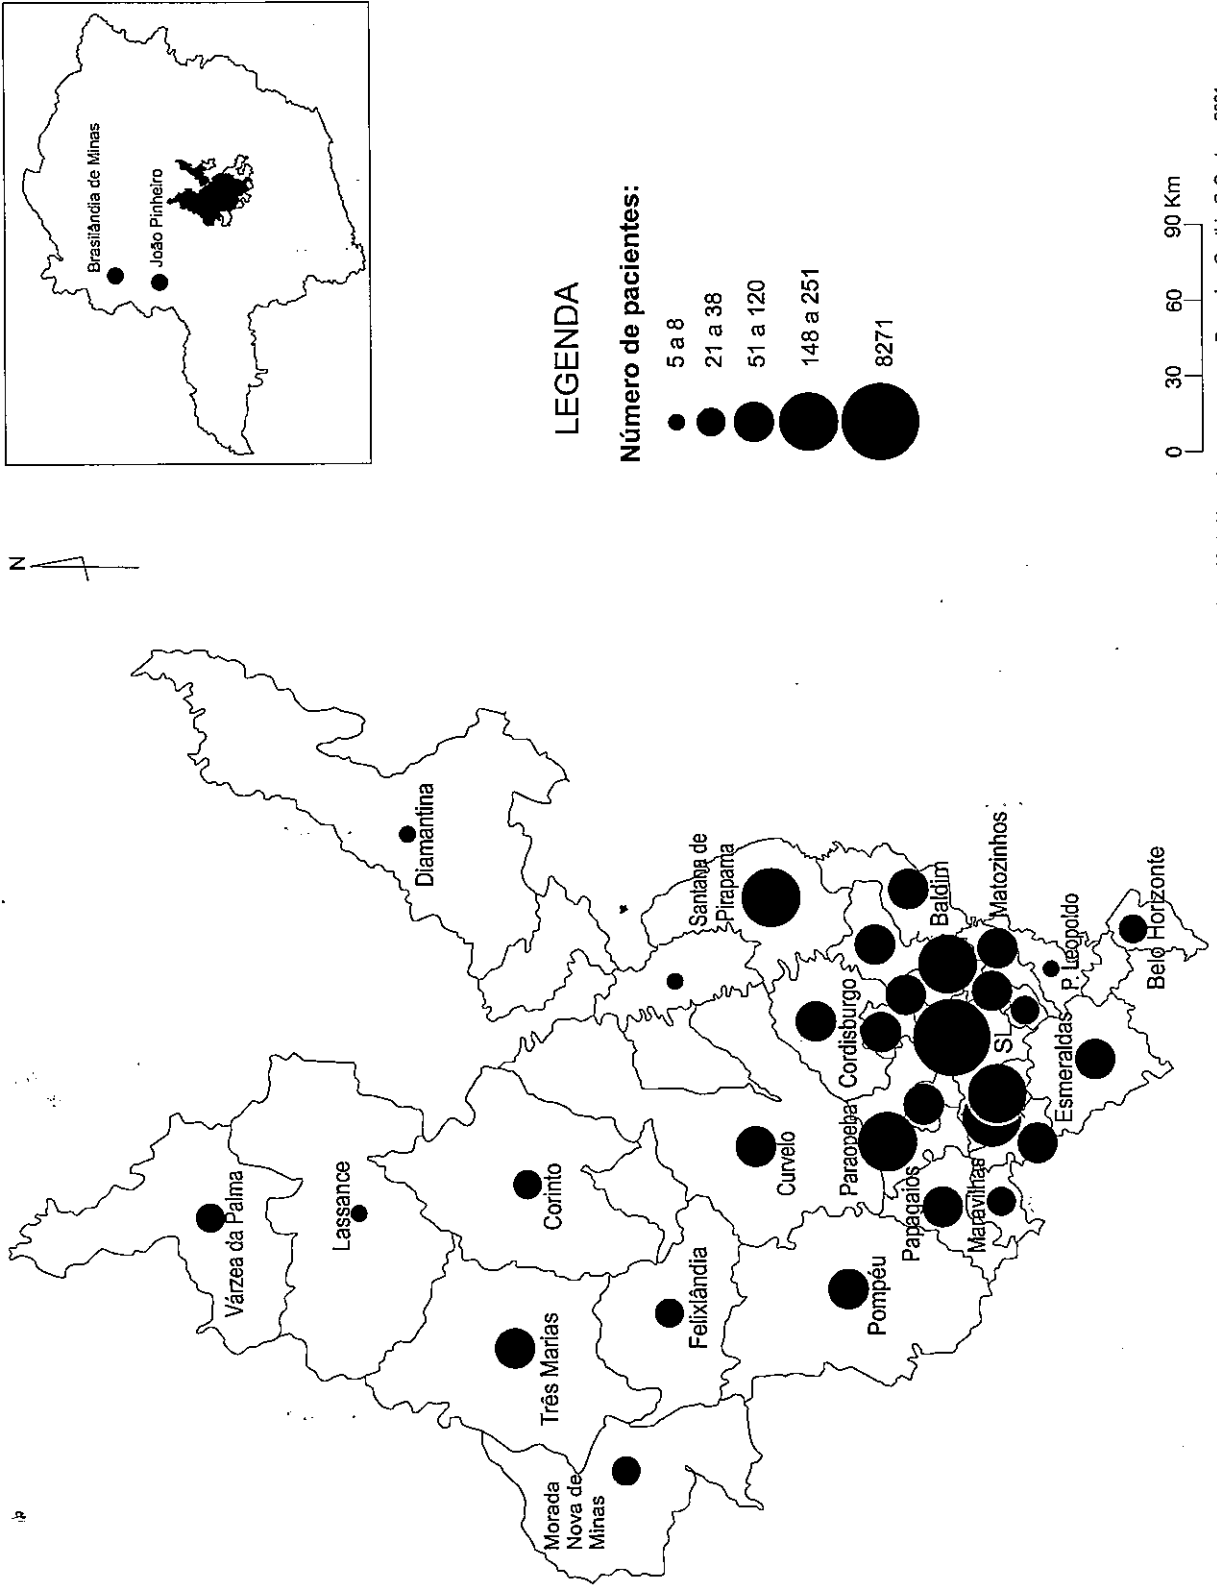 N
Brasilândia de Minas
João Pinheiro
Várzea da Palma
Lassance
Diamantina
Corinto
Três Marias
Morada
Nova de
Minas
Felixlândia
Curvelo
Santana de
Pirapama
Pompéu
Paraopeba
Cordisburgo
Papagaios
Baldim
Maravilhas
SL
Matozinhos
Esmeraldas
P. Leopoldo
Belo Horizonte
LEGENDA
Número de pacientes:
5 a 8
21 a 38
51 a 120
148 a 251
8271
0 30 60 90 Km